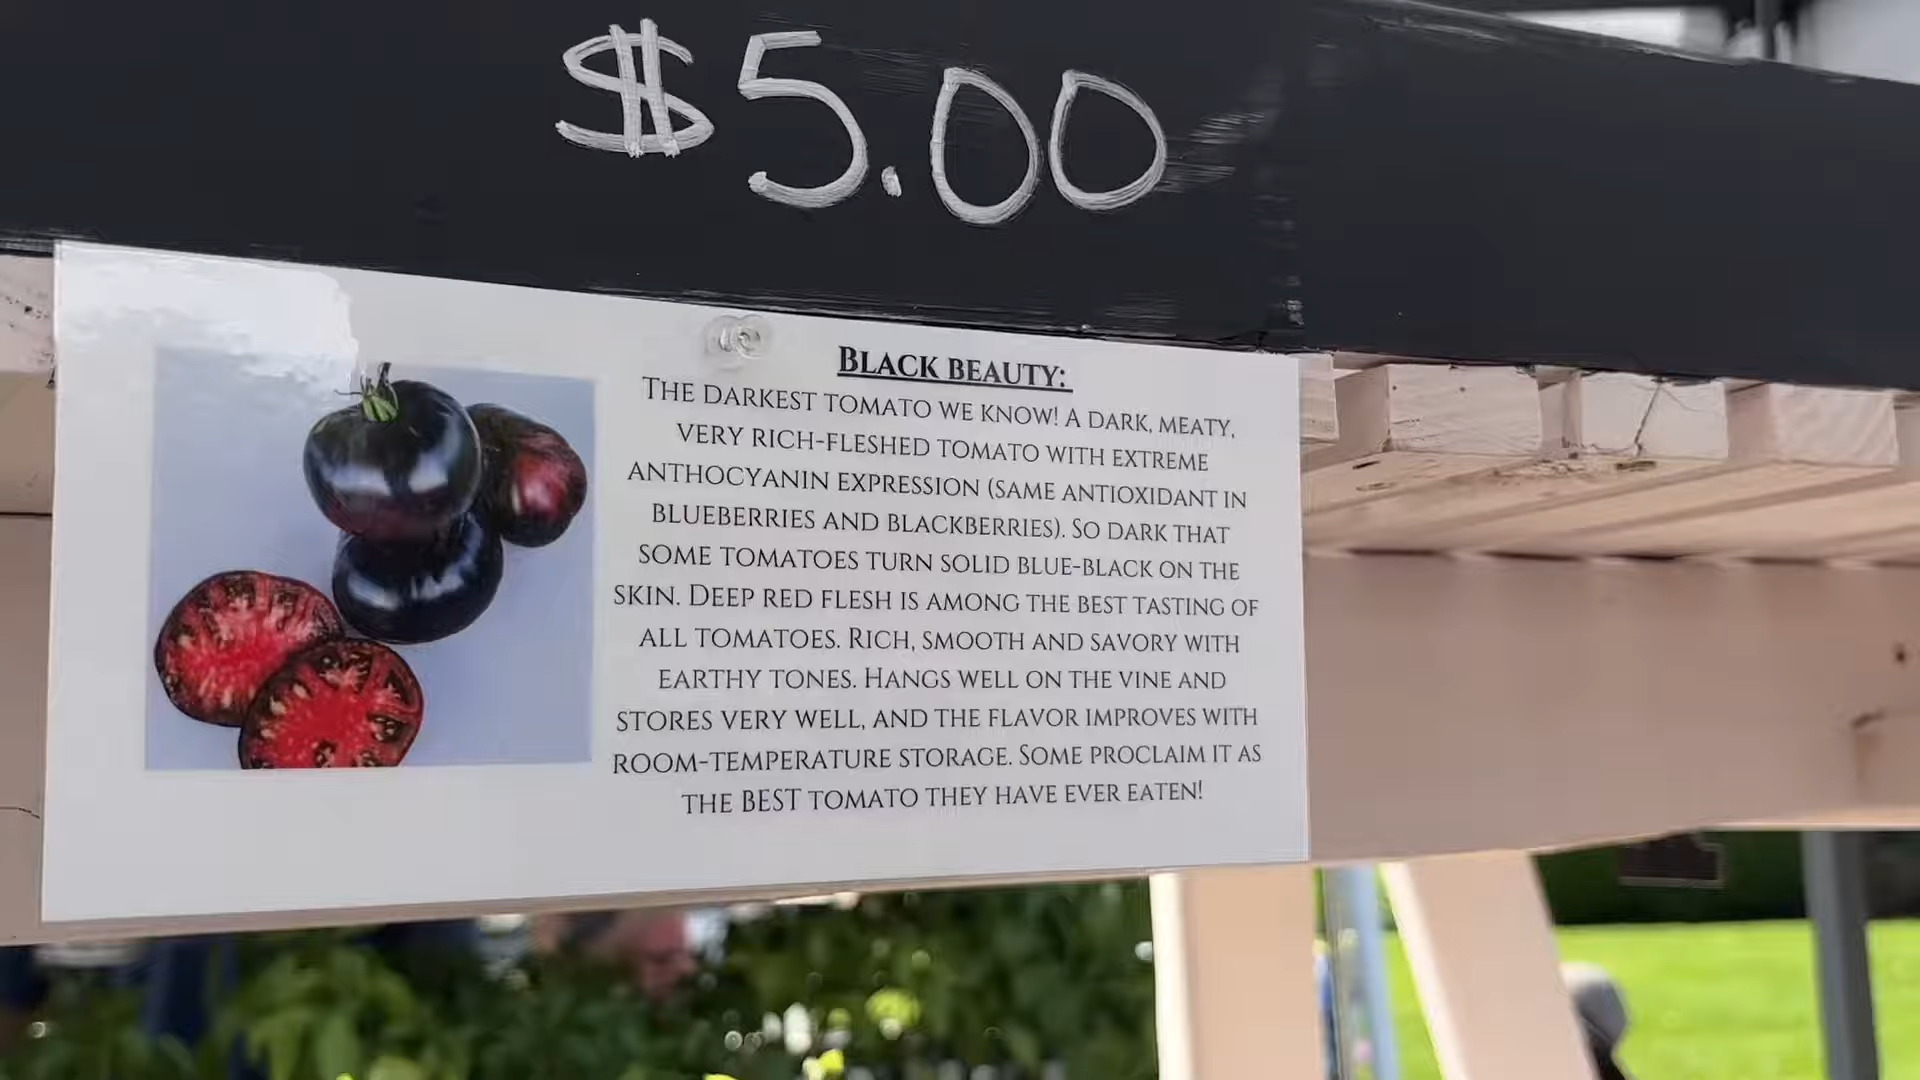 $5.00
BLACK BEAUTY:
THE DARKEST TOMATO WE KNOW! A DARK, MEATY,
VERY RICH-FLESHED TOMATO WITH EXTREME
ANTHOCYANIN EXPRESSION (SAME ANTIOXIDANT IN
BLUEBERRIES AND BLACKBERRIES). SO DARK THAT
SOME TOMATOES TURN SOLID BLUE-BLACK ON THE
SKIN. DEEP RED FLESH IS AMONG THE BEST TASTING OF
ALL TOMATOES. RICH, SMOOTH AND SAVORY WITH
EARTHY TONES. HANGS WELL ON THE VINE AND
STORES VERY WELL, AND THE FLAVOR IMPROVES WITH
ROOM-TEMPERATURE STORAGE. SOME PROCLAIM IT AS
THE BEST TOMATO THEY HAVE EVER EATEN!